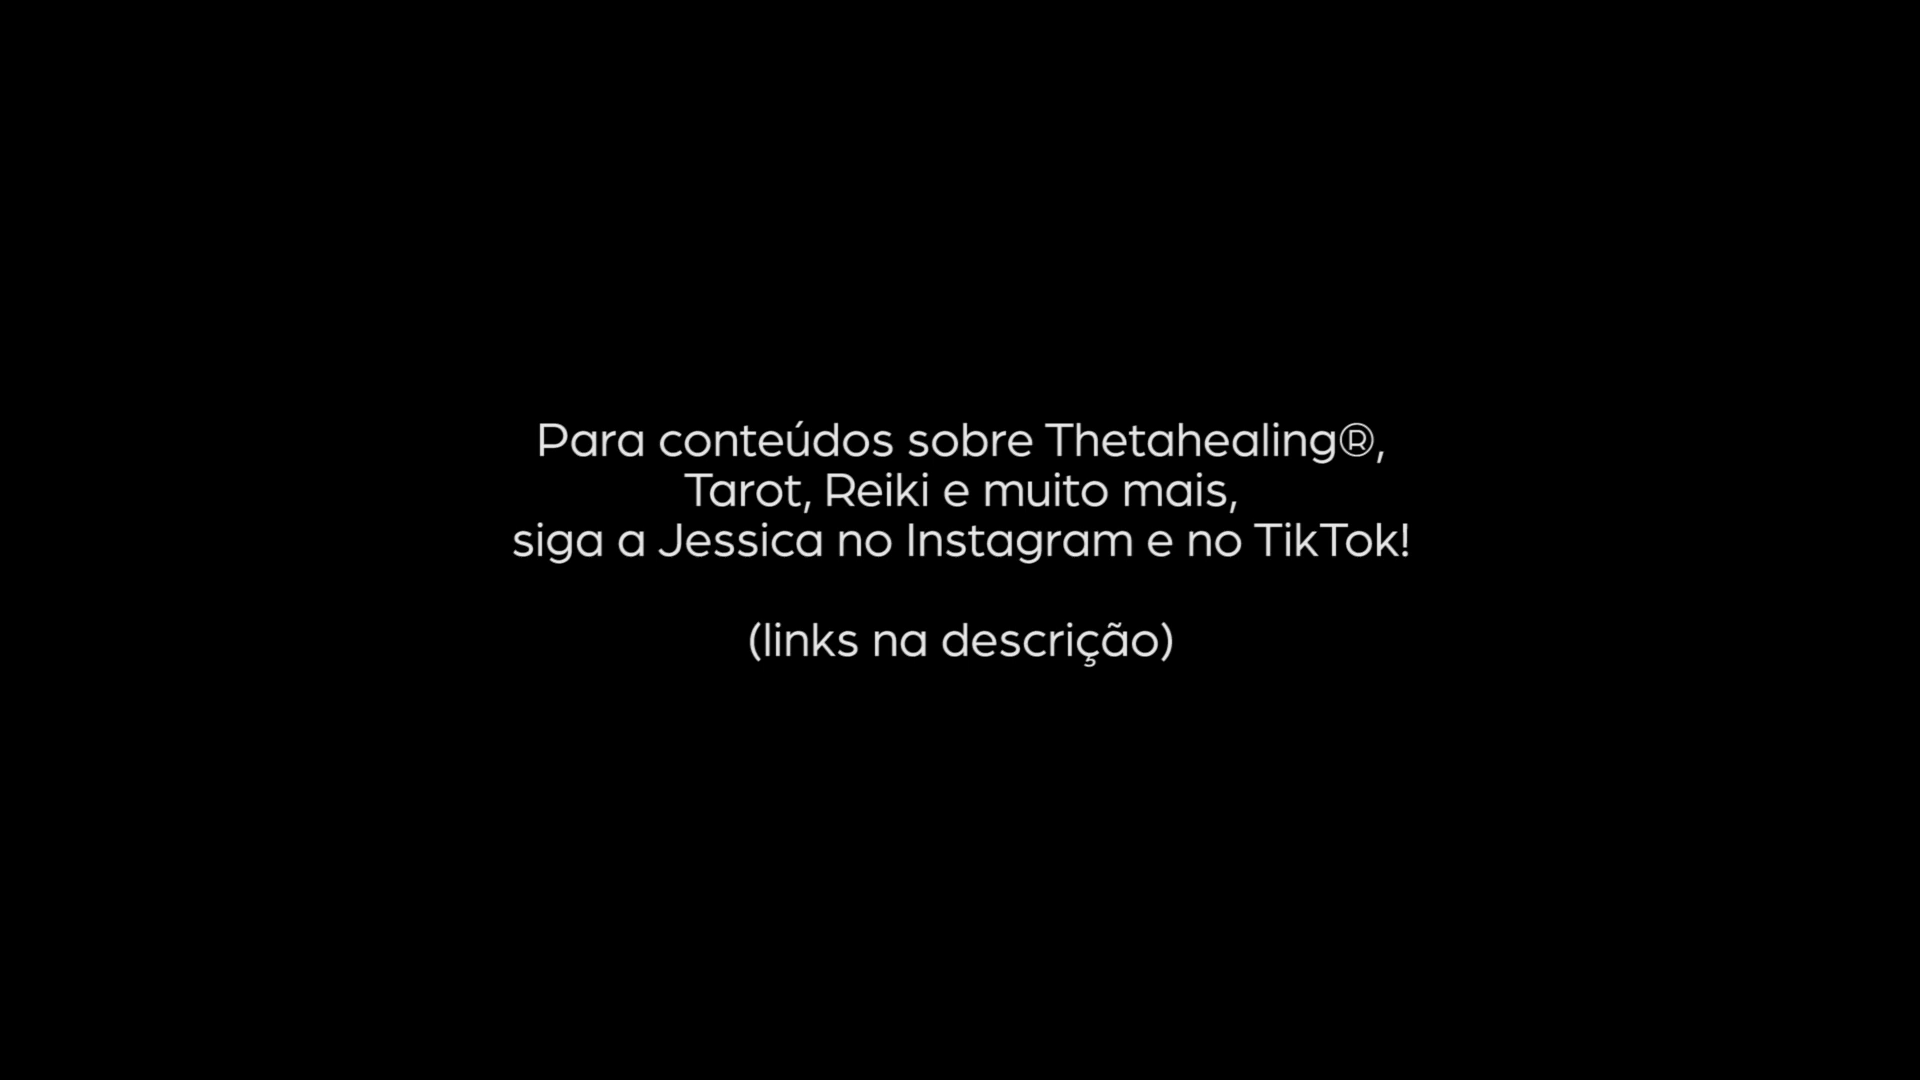 Para conteúdos sobre Thetahealing®,
Tarot, Reiki e muito mais,
siga a Jessica no Instagram e no TikTok!
(links na descrição)